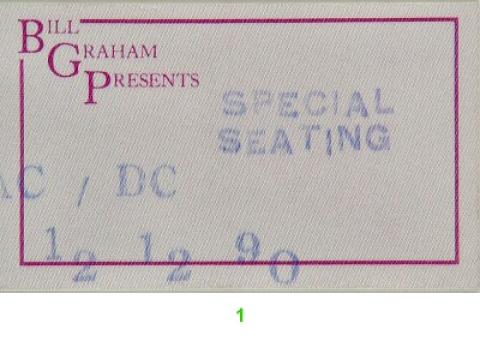 BILL
GRAHAM
PRESENTS
SPECIAL
SEATING
AC / DC
12 12 90
1